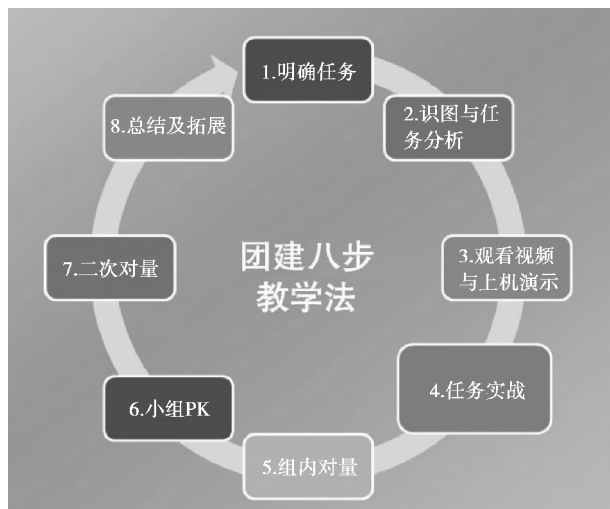 1.明确任务
2.识图与任
务分析
3.观看视频
与上机演示
4.任务实战
5.组内对量
6.小组PK
7.二次对量
8.总结及拓展
团建八步
教学法